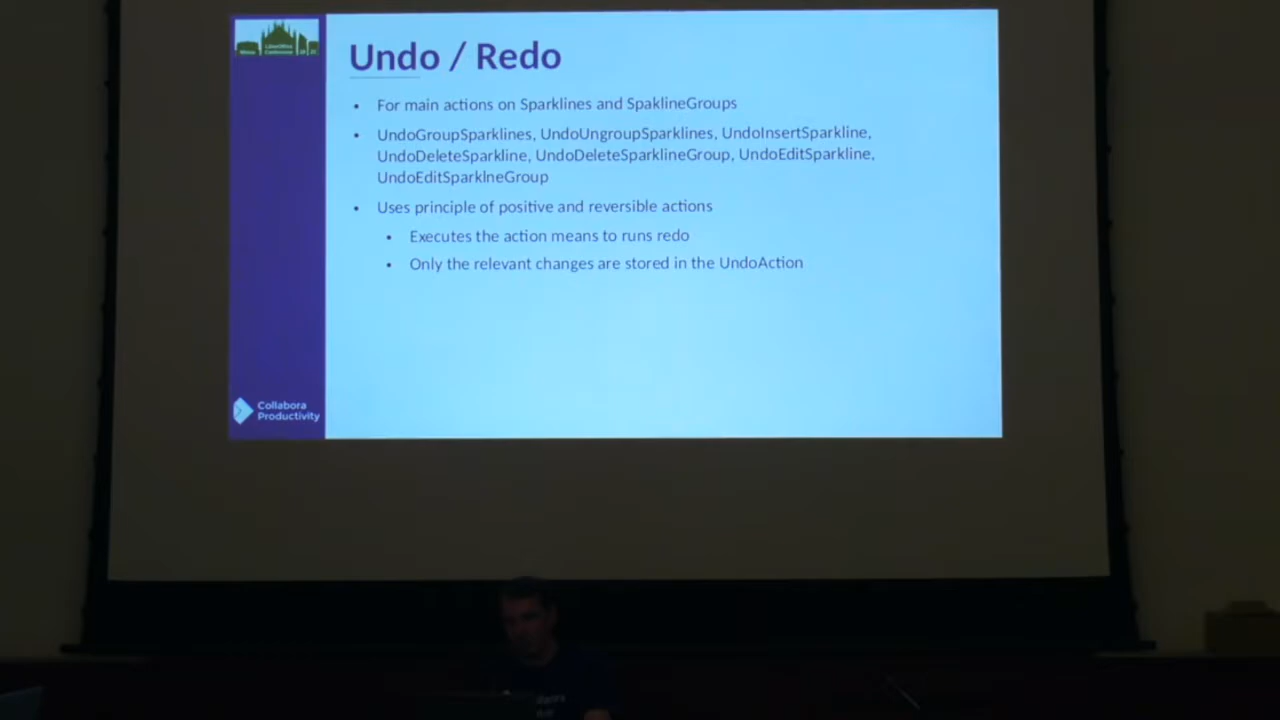 Undo / Redo
• For main actions on Sparklines and SpaklineGroups
• UndoGroupSparklines, UndoUngroupSparklines, UndoInsertSparkline,
UndoDeleteSparkline, UndoDeleteSparklineGroup, UndoEditSparkline,
UndoEditSparklneGroup
• Uses principle of positive and reversible actions
• Executes the action means to runs redo
• Only the relevant changes are stored in the UndoAction
Collabora
Productivity